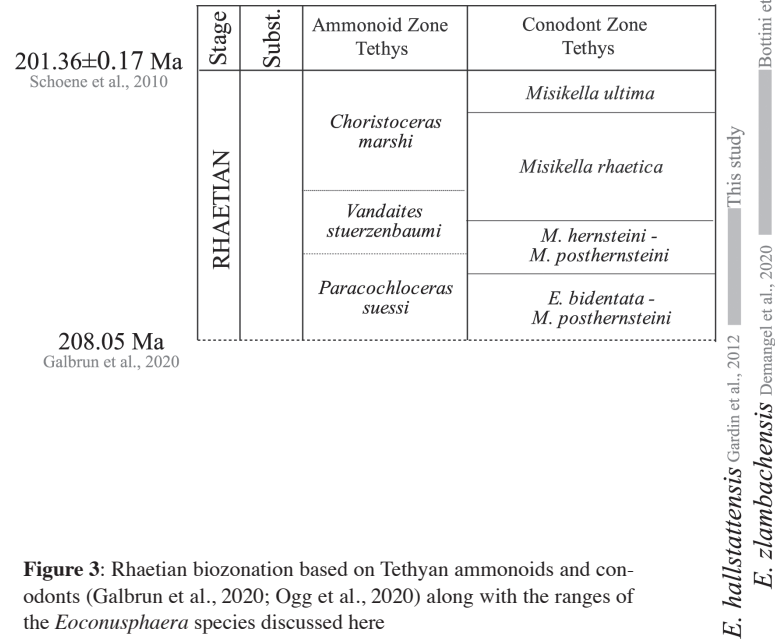 Stage
Subst.
Ammonoid Zone
Tethys
Conodont Zone
Tethys
201.36±0.17 Ma
Schoene et al., 2010
RHAETIAN
Choristoceras
marshi
Vandaites
stuerzenbaumi
Paracochloceras
suessi
Misikella ultima
Misikella rhaetica
M. hernsteini -
M. posthernsteini
E. bidentata -
M. posthernsteini
208.05 Ma
Galbrun et al., 2020
E. hallstattensis Gardin et al., 2012
This study
E. zlambachensis Demangel et al., 2020
Bottini et
Figure 3: Rhaetian biozonation based on Tethyan ammonoids and con-
odonts (Galbrun et al., 2020; Ogg et al., 2020) along with the ranges of
the Eoconusphaera species discussed here